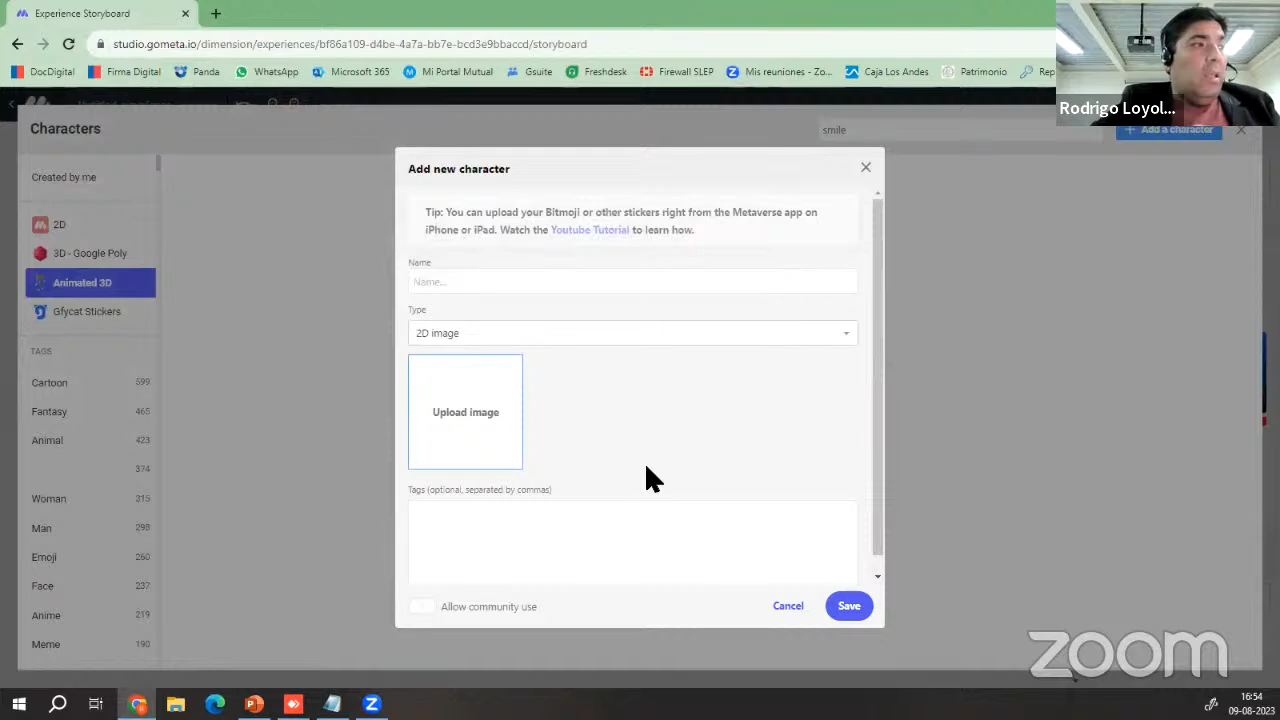 Experience Storyboard
studio.gometa.io/dimension/experiences/bf86a109-d4be-4a7a-bbfe-bcd3e9bbaccd/storyboard
DocDigital
Firma Digital
Panda
WhatsApp
Microsoft 365
Mi Portal Mutual
Gsuite
Freshdesk
Firewall SLEP
Mis reuniones - Zo...
Caja Los Andes
Patrimonio
Rep
Rodrigo Loyol...
Characters
smile
+ Add a character
Created by me
2D
3D - Google Poly
Animated 3D
Gfycat Stickers
TAGS
Cartoon 599
Fantasy 465
Animal 423
374
Woman 315
Man 298
Emoji 260
Face 237
Anime 219
Meme 190
Add new character
Tip: You can upload your Bitmoji or other stickers right from the Metaverse app on
iPhone or iPad. Watch the Youtube Tutorial to learn how.
Name
Name...
Type
2D image
Upload image
Tags (optional, separated by commas)
Allow community use
Cancel
Save
zoom
16:54
09-08-2023